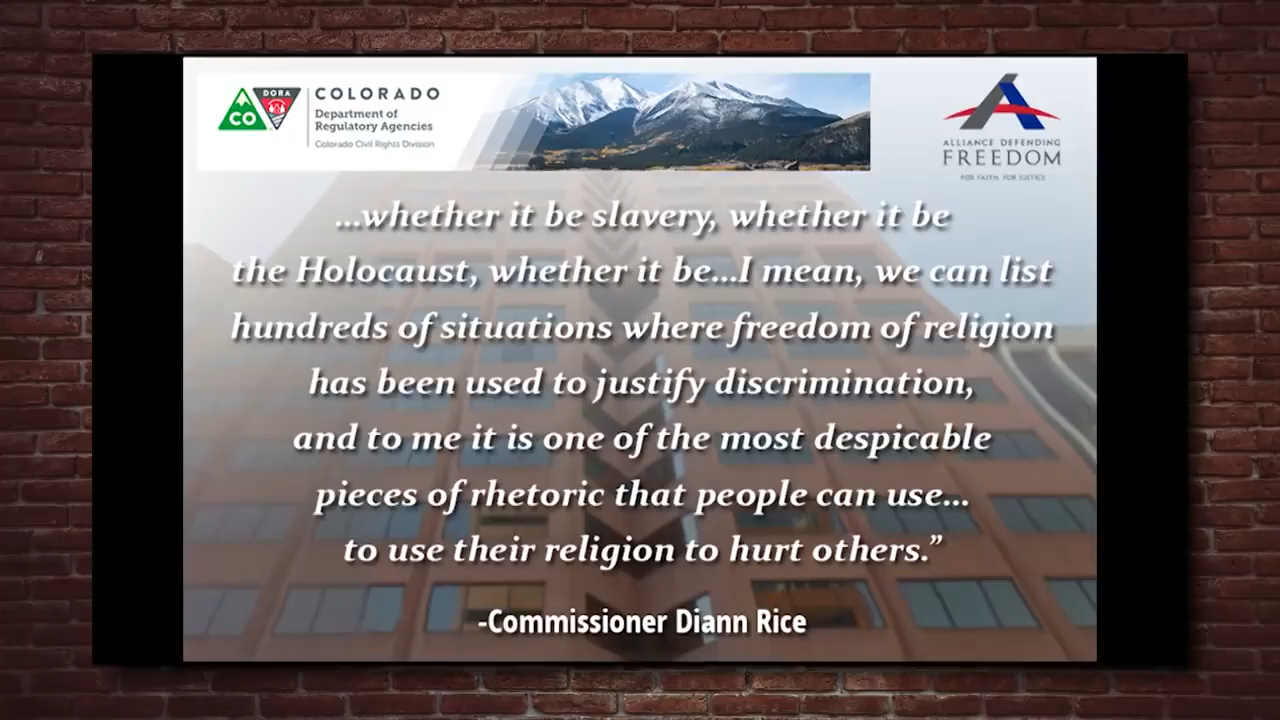 DORA
CO
COLORADO
Department of
Regulatory Agencies
Colorado Civil Rights Division
ALLIANCE DEFENDING
FREEDOM
FOR FAITH. FOR JUSTICE
...whether it be slavery, whether it be
the Holocaust, whether it be...I mean, we can list
hundreds of situations where freedom of religion
has been used to justify discrimination,
and to me it is one of the most despicable
pieces of rhetoric that people can use...
to use their religion to hurt others.”
-Commissioner Diann Rice